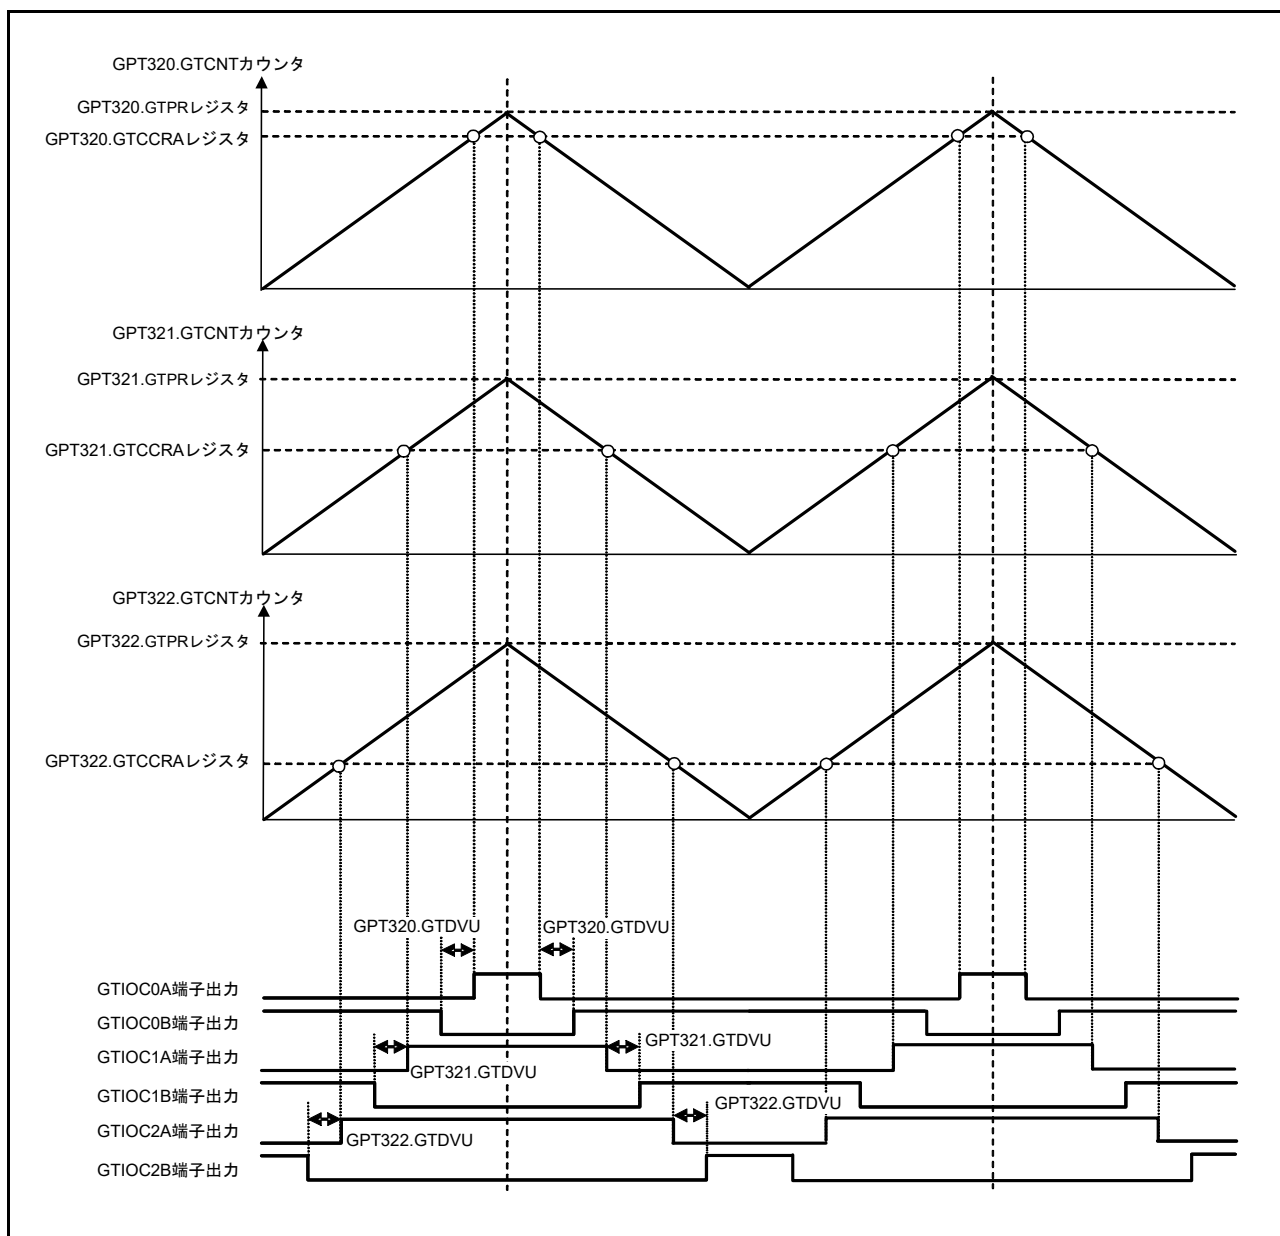 GPT320.GTCNTカウンタ
GPT320.GTPRレジスタ
GPT320.GTCCRAレジスタ
GPT321.GTCNTカウンタ
GPT321.GTPRレジスタ
GPT321.GTCCRAレジスタ
GPT322.GTCNTカウンタ
GPT322.GTPRレジスタ
GPT322.GTCCRAレジスタ
GPT320.GTDVU
GPT320.GTDVU
GTIOC0A端子出力
GTIOC0B端子出力
GPT321.GTDVU
GTIOC1A端子出力
GPT321.GTDVU
GTIOC1B端子出力
GPT322.GTDVU
GTIOC2A端子出力
GPT322.GTDVU
GTIOC2B端子出力